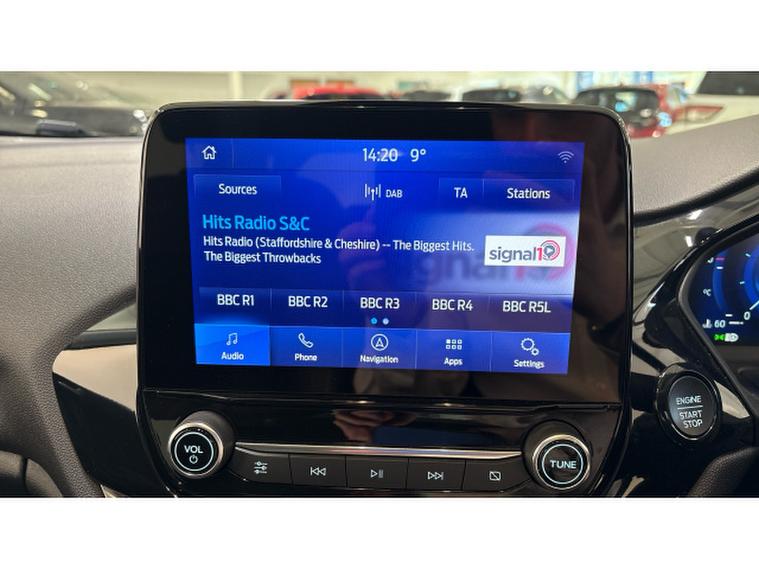 14:20 9°
Sources DAB TA Stations
Hits Radio S&C
Hits Radio (Staffordshire & Cheshire) -- The Biggest Hits.
The Biggest Throwbacks
signal1
BBC R1 BBC R2 BBC R3 BBC R4 BBC R5L
Audio Phone Navigation Apps Settings
VOL
TUNE
ENGINE
START
STOP
°C
60
0